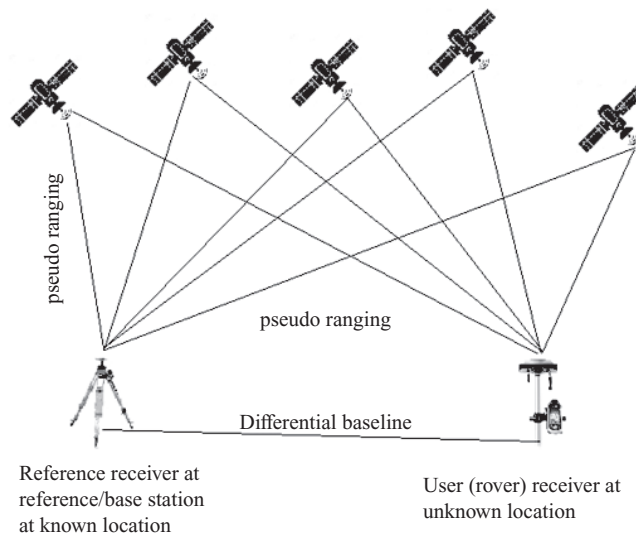 pseudo ranging
pseudo ranging
Differential baseline
Reference receiver at
reference/base station
at known location
User (rover) receiver at
unknown location